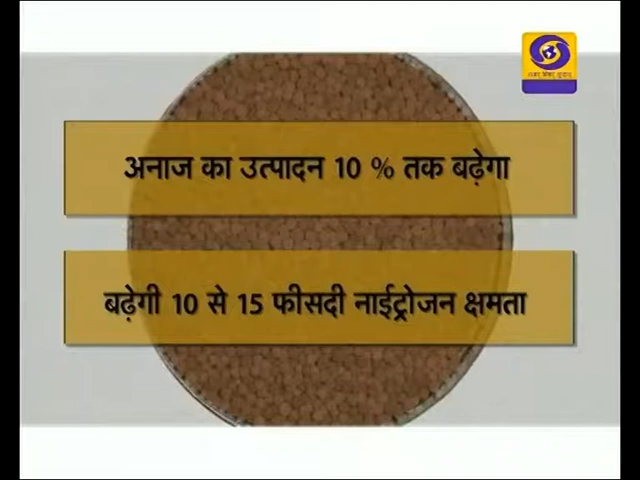 अनाज का उत्पादन 10 % तक बढ़ेगा
बढ़ेगी 10 से 15 फीसदी नाईट्रोजन क्षमता